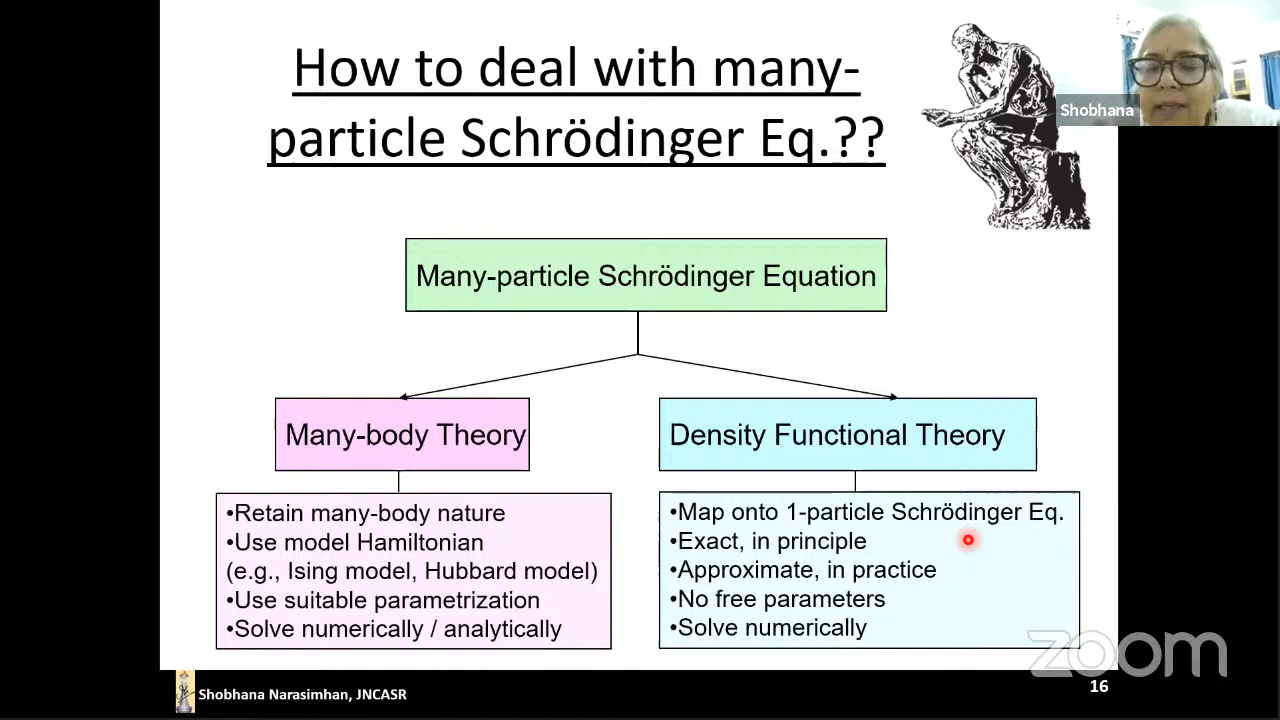 How to deal with many-
particle Schrödinger Eq.??
Shobhana
Many-particle Schrödinger Equation
Many-body Theory
•Retain many-body nature
•Use model Hamiltonian
(e.g., Ising model, Hubbard model)
•Use suitable parametrization
•Solve numerically / analytically
Density Functional Theory
•Map onto 1-particle Schrödinger Eq.
•Exact, in principle
•Approximate, in practice
•No free parameters
•Solve numerically
zoom
Shobhana Narasimhan, JNCASR
16